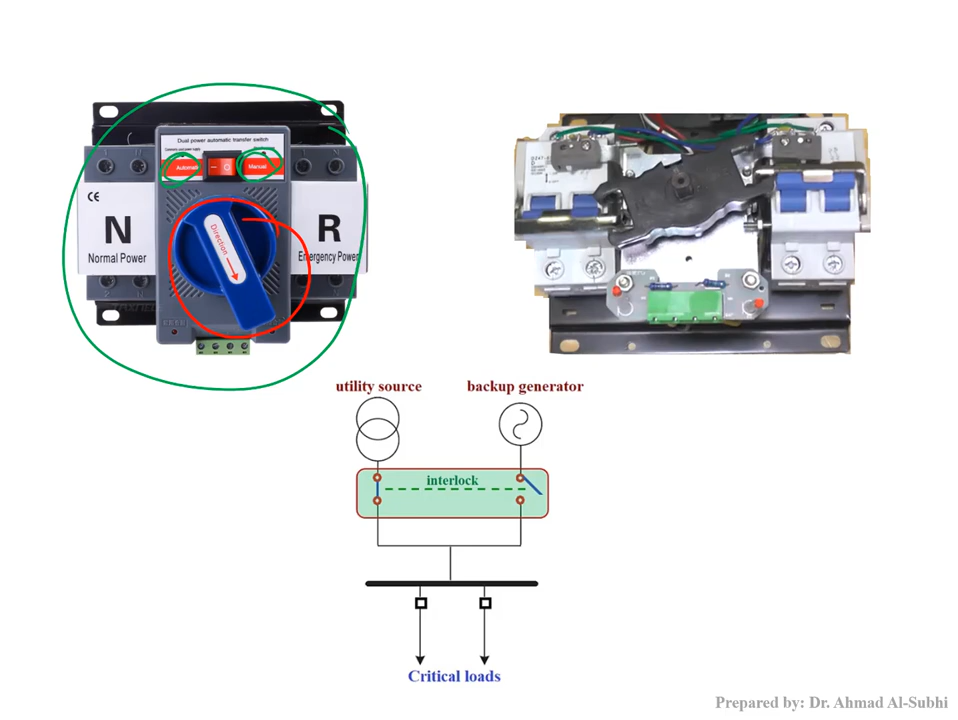 Dual power automatic transfer switch
Automatic
Manual
CE
N
Normal Power
R
Emergency Power
Direction
utility source
backup generator
interlock
Critical loads
Prepared by: Dr. Ahmad Al-Subhi